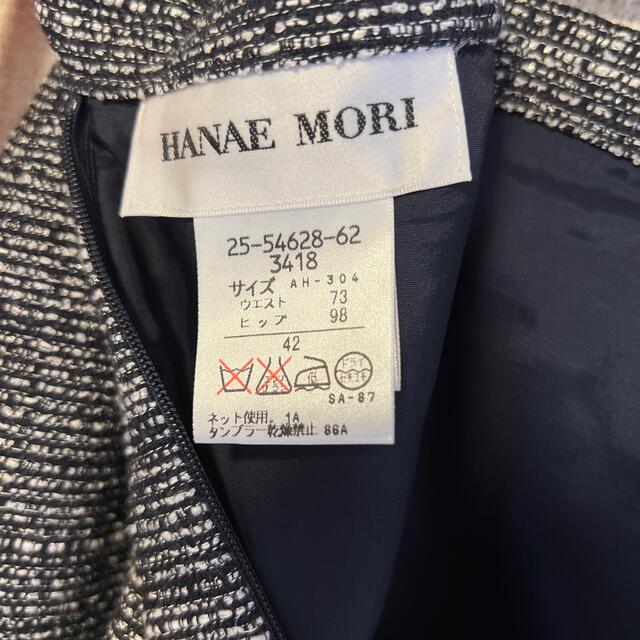 HANAE MORI
25-54628-62
3418
サイズ AH-304
ウエスト 73
ヒップ 98
42
SA-87
ネット使用. 1A
タンブラー乾燥禁止 86A